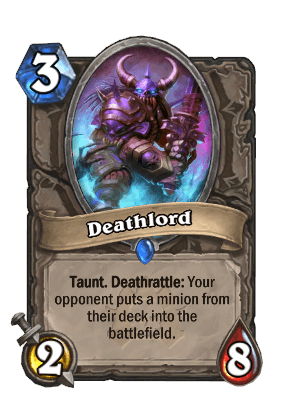 3
Deathlord
Taunt. Deathrattle: Your
opponent puts a minion from
their deck into the
battlefield.
2
8